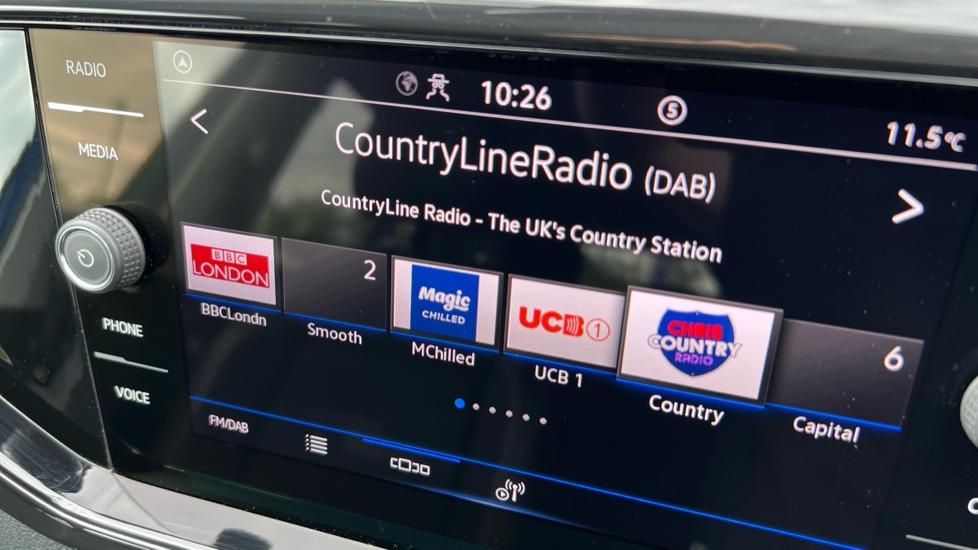 RADIO
MEDIA
PHONE
VOICE
10:26
S
11.5°C
CountryLineRadio (DAB)
CountryLine Radio - The UK's Country Station
BBC
LONDON
2
Magic
CHILLED
UCB 1
CHRIS
COUNTRY
RADIO
6
BBCLondn
Smooth
MChilled
UCB 1
Country
Capital
FM/DAB